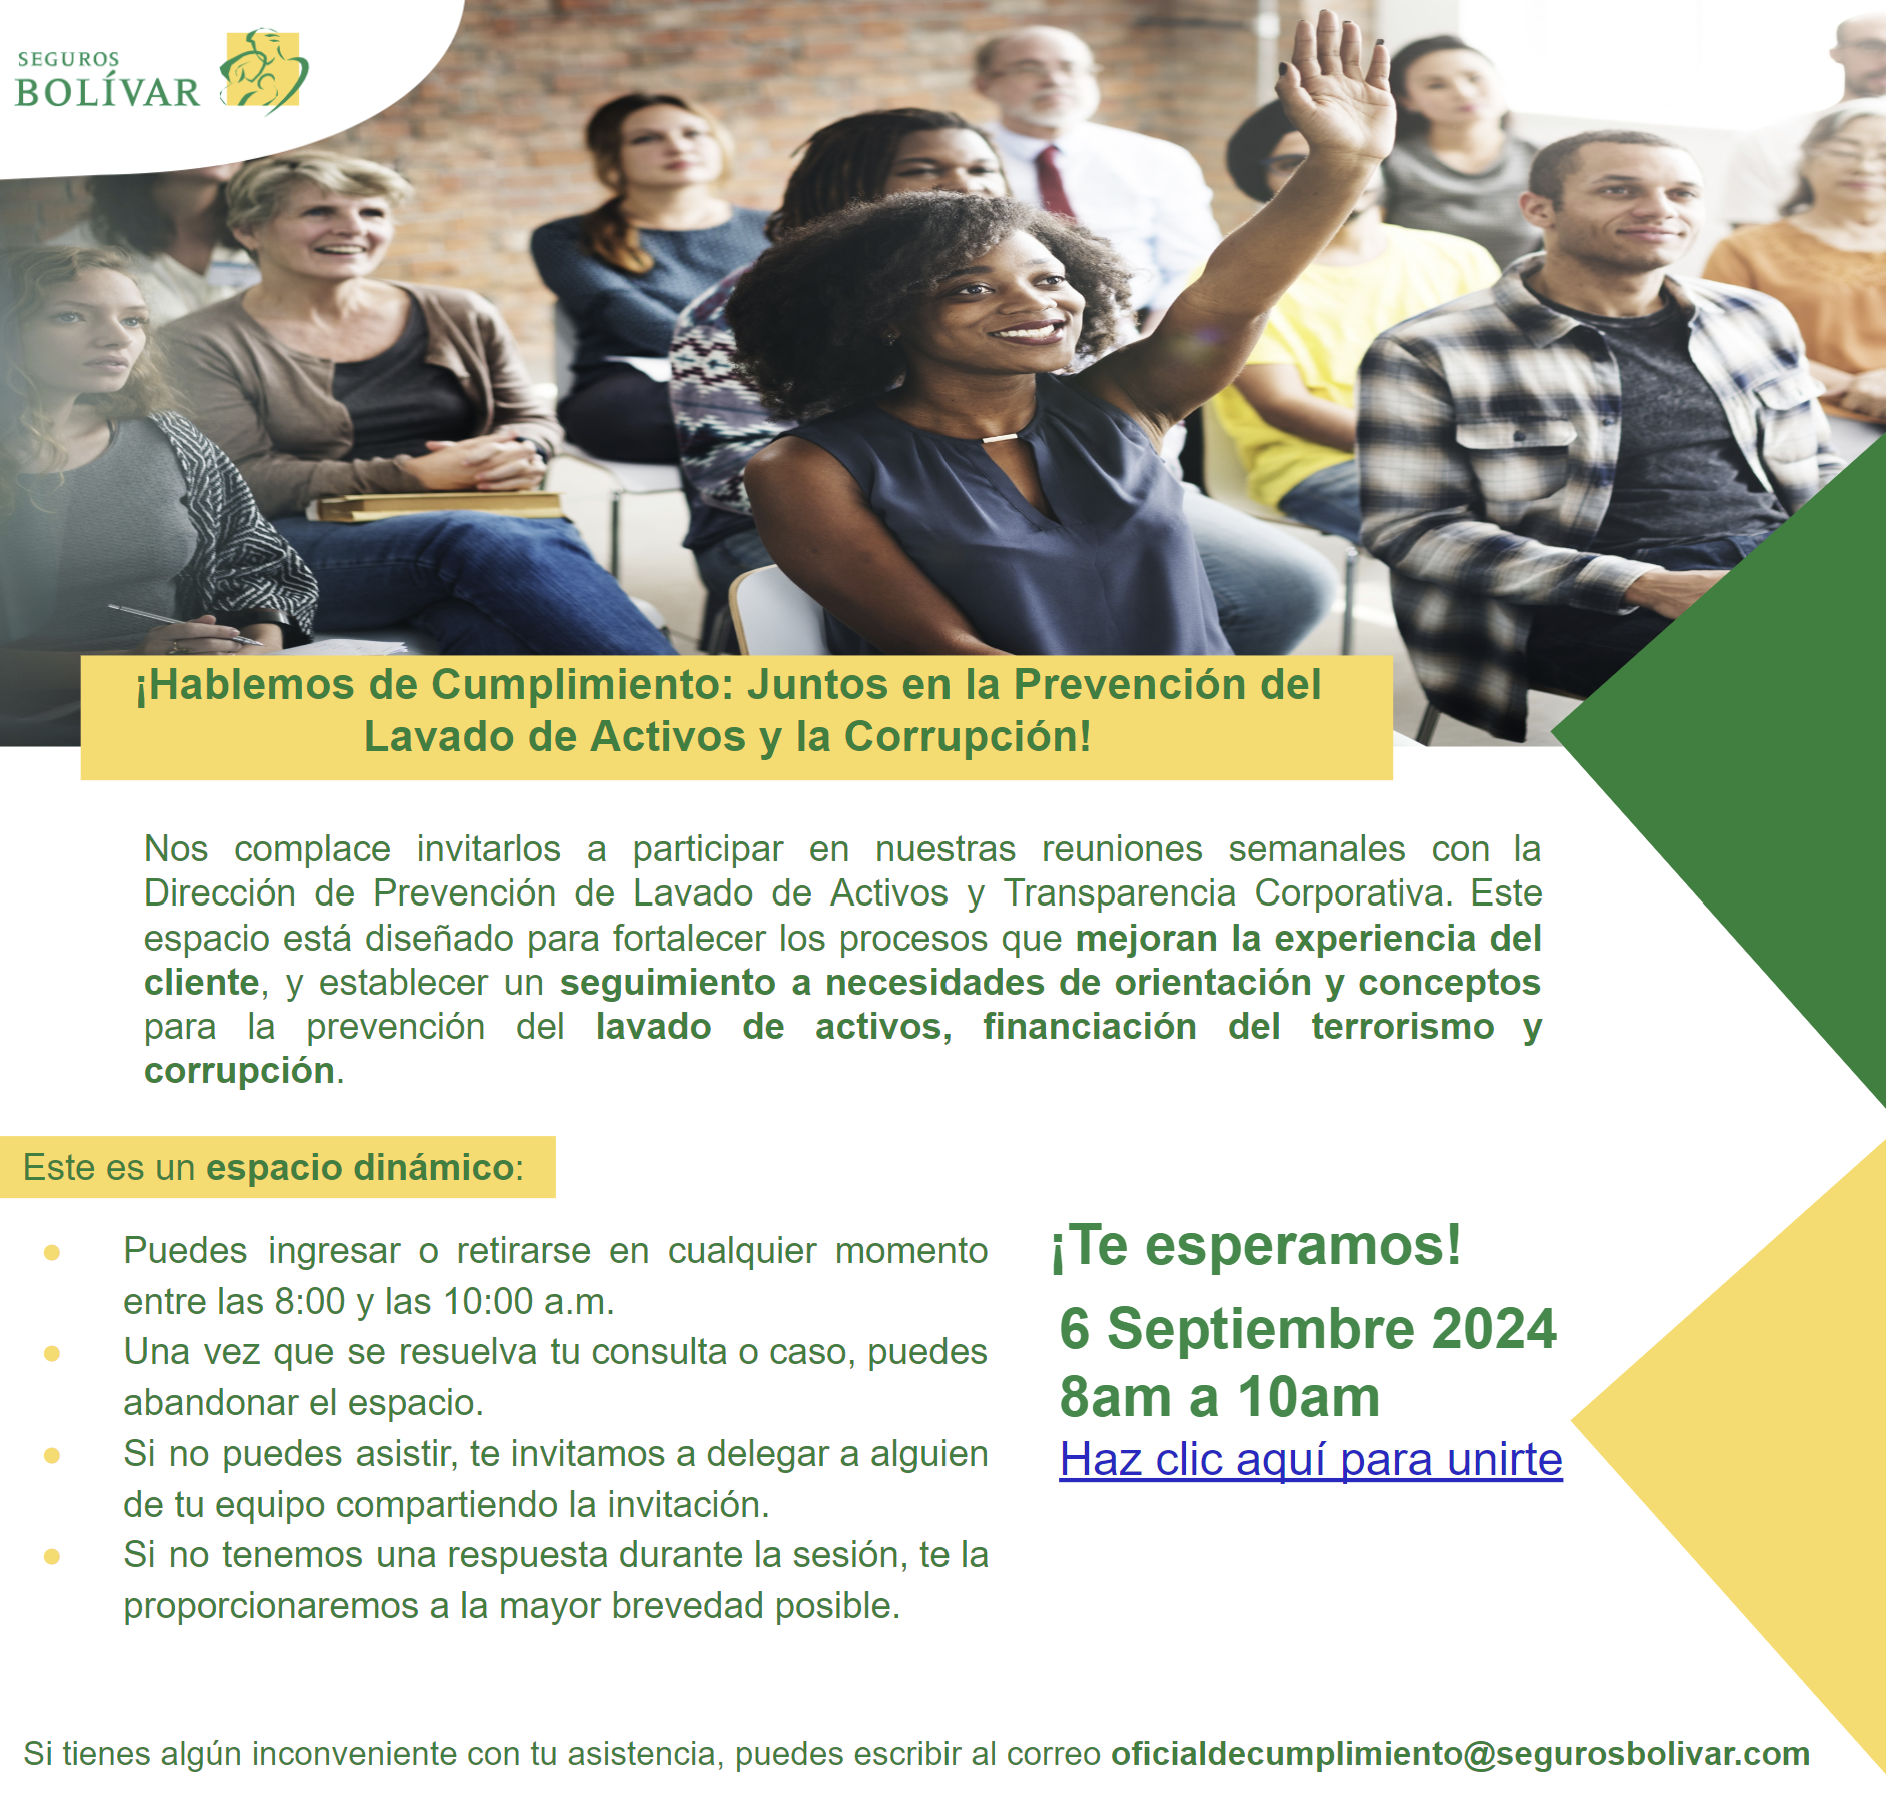 SEGUROS
BOLÍVAR
¡Hablemos de Cumplimiento: Juntos en la Prevención del
Lavado de Activos y la Corrupción!
Nos complace invitarlos a participar en nuestras reuniones semanales con la
Dirección de Prevención de Lavado de Activos y Transparencia Corporativa. Este
espacio está diseñado para fortalecer los procesos que mejoran la experiencia del
cliente, y establecer un seguimiento a necesidades de orientación y conceptos
para la prevención del lavado de activos, financiación del terrorismo y
corrupción.
Este es un espacio dinámico:
Puedes ingresar o retirarse en cualquier momento
entre las 8:00 y las 10:00 a.m.
Una vez que se resuelva tu consulta o caso, puedes
abandonar el espacio.
Si no puedes asistir, te invitamos a delegar a alguien
de tu equipo compartiendo la invitación.
Si no tenemos una respuesta durante la sesión, te la
proporcionaremos a la mayor brevedad posible.
¡Te esperamos!
6 Septiembre 2024
8am a 10am
Haz clic aquí para unirte
Si tienes algún inconveniente con tu asistencia, puedes escribir al correo oficialdecumplimiento@segurosbolivar.com